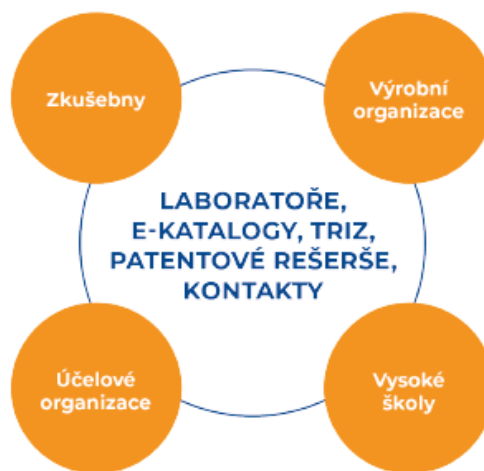 Zkušebny
Výrobní
organizace
LABORATOŘE,
E-KATALOGY, TRIZ,
PATENTOVÉ REŠERŠE,
KONTAKTY
Účelové
organizace
Vysoké
školy